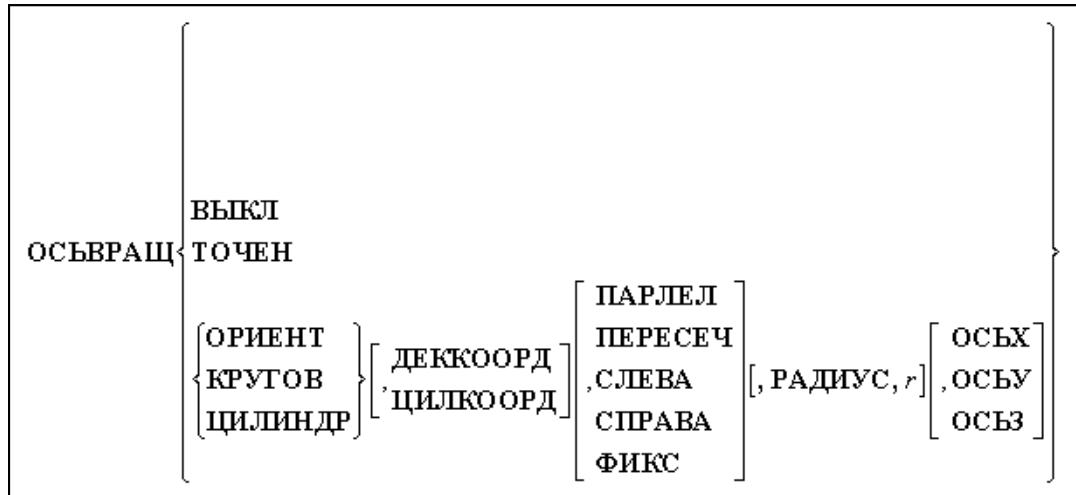 ВЫКЛ
ОСЬВРАЩ ТОЧЕН
ПАРЛЕЛ
ОРИЕНТ ПЕРЕСЕЧ ОСЬХ
ДЕККООРД
КРУГОВ , ,СЛЕВА [, РАДИУС, r] ,ОСЬУ
ЦИЛКООРД
ЦИЛИНДР СПРАВА ОСЬЗ
ФИКС